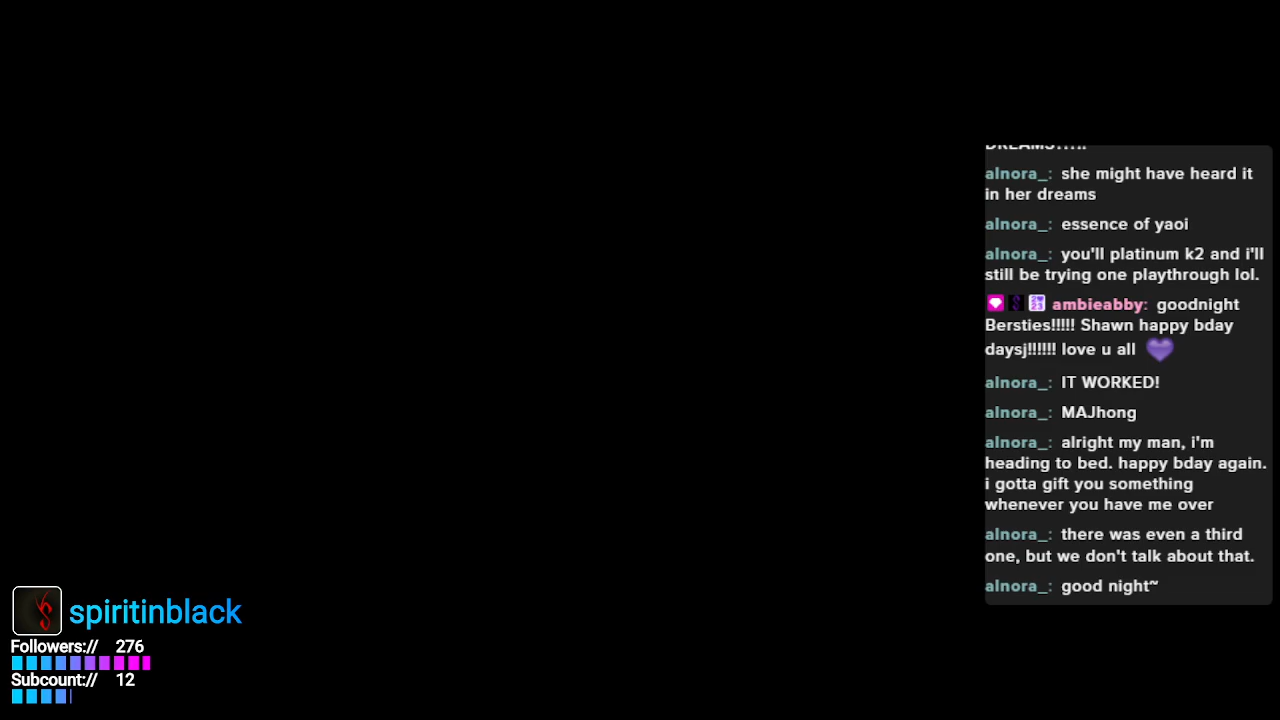 alnora_: she might have heard it
in her dreams
alnora_: essence of yaoi
alnora_: you'll platinum k2 and i'll
still be trying one playthrough lol.
ambieabby: goodnight
Bersties!!!!! Shawn happy bday
daysj!!!!!! love u all
alnora_: IT WORKED!
alnora_: MAJhong
alnora_: alright my man, i'm
heading to bed. happy bday again.
i gotta gift you something
whenever you have me over
alnora_: there was even a third
one, but we don't talk about that.
alnora_: good night~
spiritinblack
Followers:// 276
Subcount:// 12